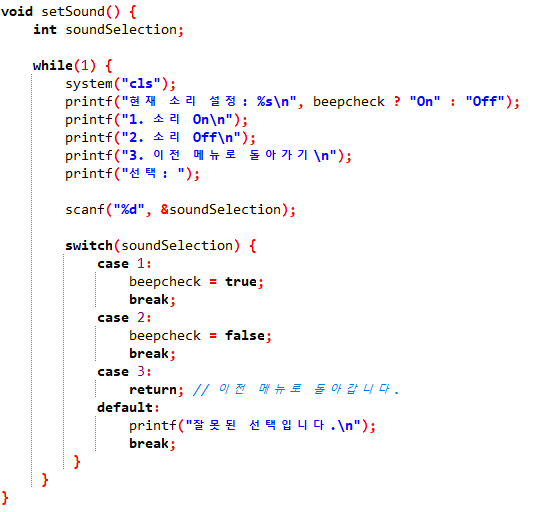 void setSound() {
int soundSelection;
while(1) {
system("cls");
printf("현재 소리 설정: %s\n", beepcheck ? "On" : "Off");
printf("1. 소리 On\n");
printf("2. 소리 Off\n");
printf("3. 이전 메뉴로 돌아가기\n");
printf("선택: ");
scanf("%d", &soundSelection);
switch(soundSelection) {
case 1:
beepcheck = true;
break;
case 2:
beepcheck = false;
break;
case 3:
return; // 이전 메뉴로 돌아갑니다.
default:
printf("잘못된 선택입니다.\n");
break;
}
}
}